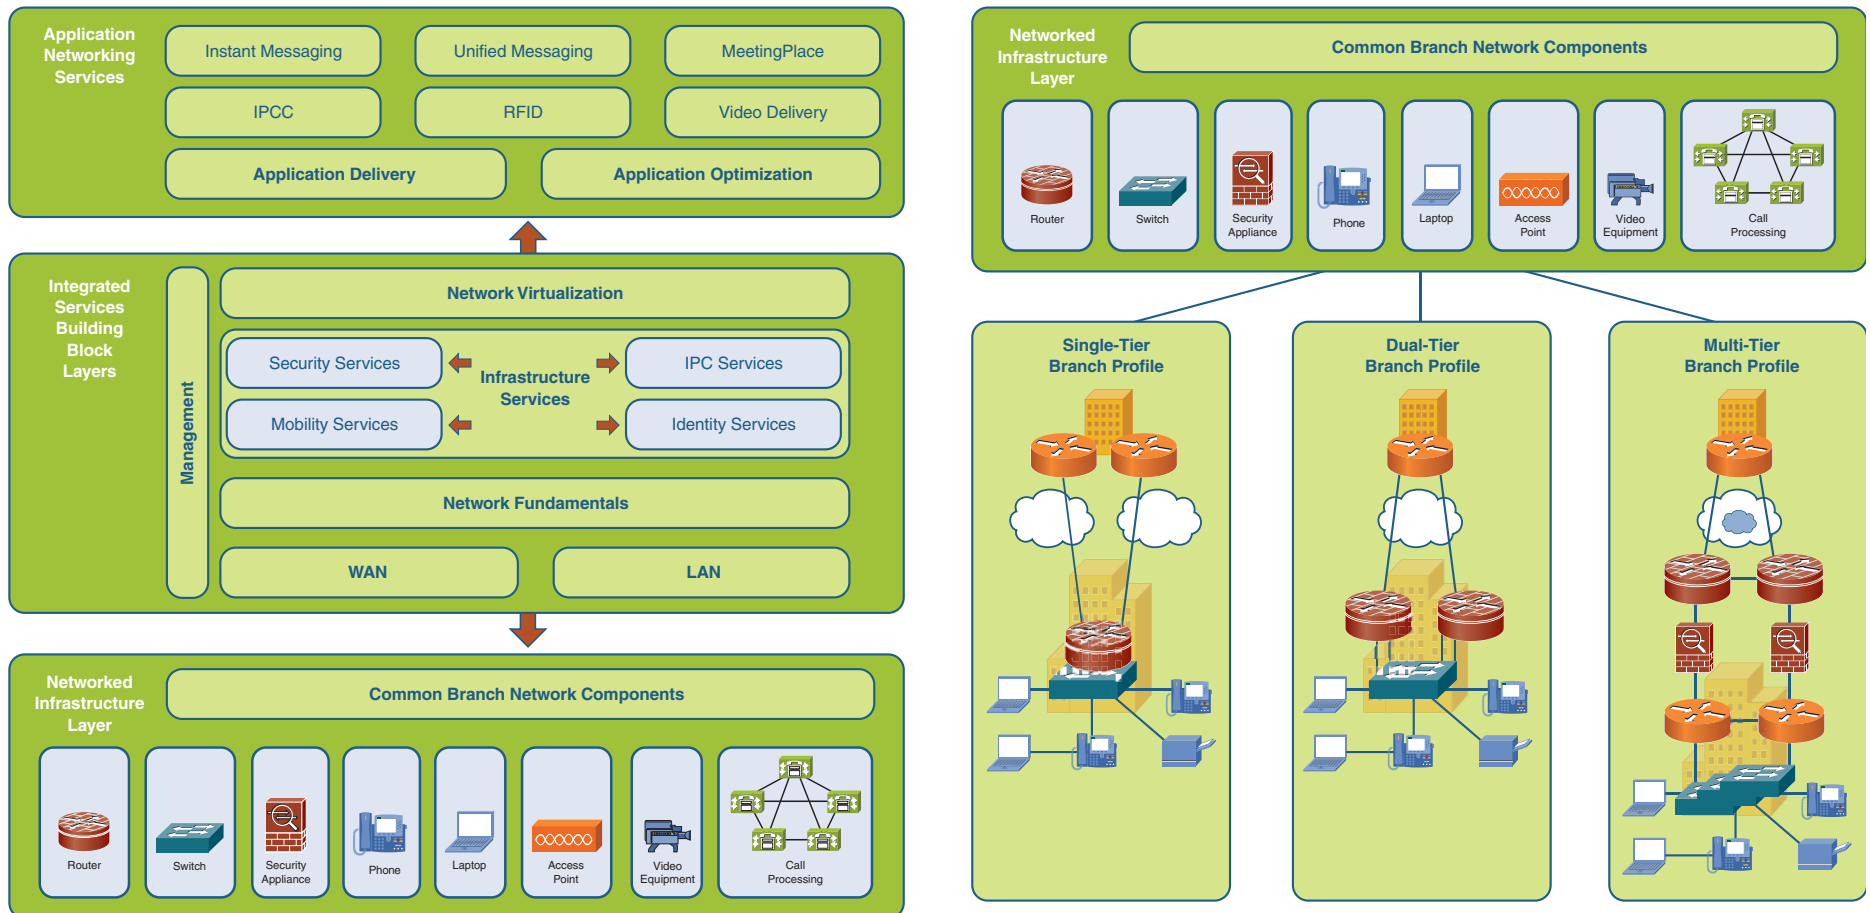 Application
Networking
Services
Instant Messaging
Unified Messaging
MeetingPlace
IPCC
RFID
Video Delivery
Application Delivery
Application Optimization
Integrated
Services
Building
Block
Layers
Management
Network Virtualization
Security Services
Infrastructure
Services
IPC Services
Mobility Services
Identity Services
Network Fundamentals
WAN
LAN
Networked
Infrastructure
Layer
Common Branch Network Components
Router
Switch
Security
Appliance
Phone
Laptop
Access
Point
Video
Equipment
Call
Processing
Networked
Infrastructure
Layer
Common Branch Network Components
Router
Switch
Security
Appliance
Phone
Laptop
Access
Point
Video
Equipment
Call
Processing
Single-Tier
Branch Profile
Dual-Tier
Branch Profile
Multi-Tier
Branch Profile